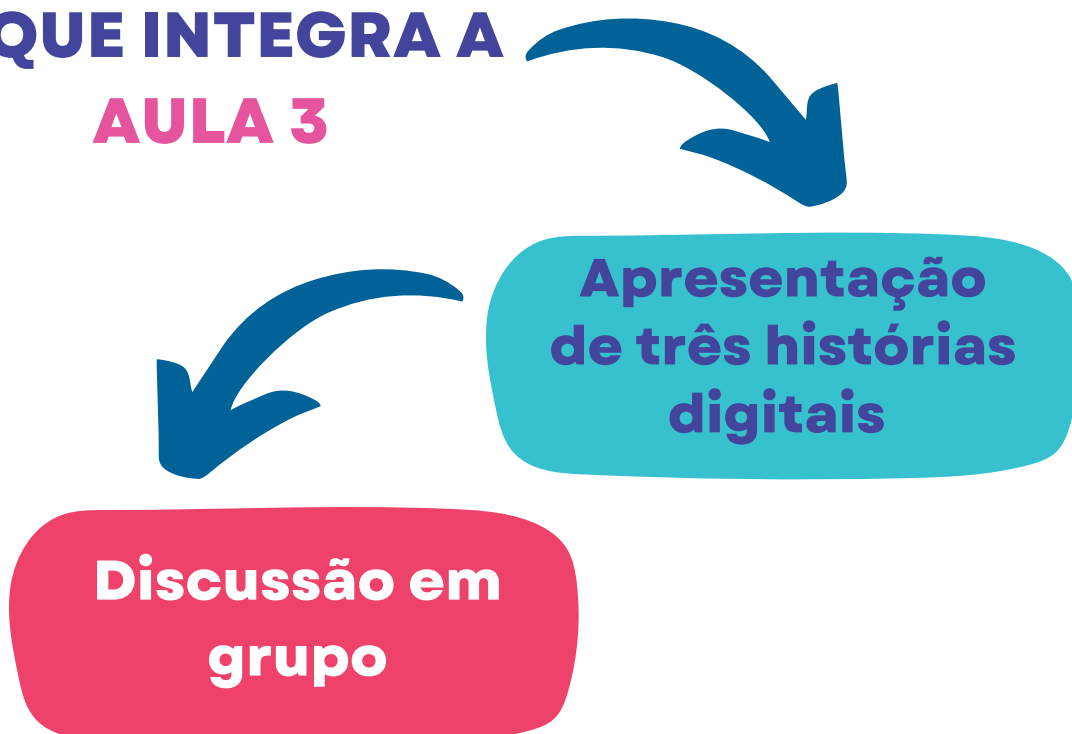 QUE INTEGRA A
AULA 3
Apresentação
de três histórias
digitais
Discussão em
grupo